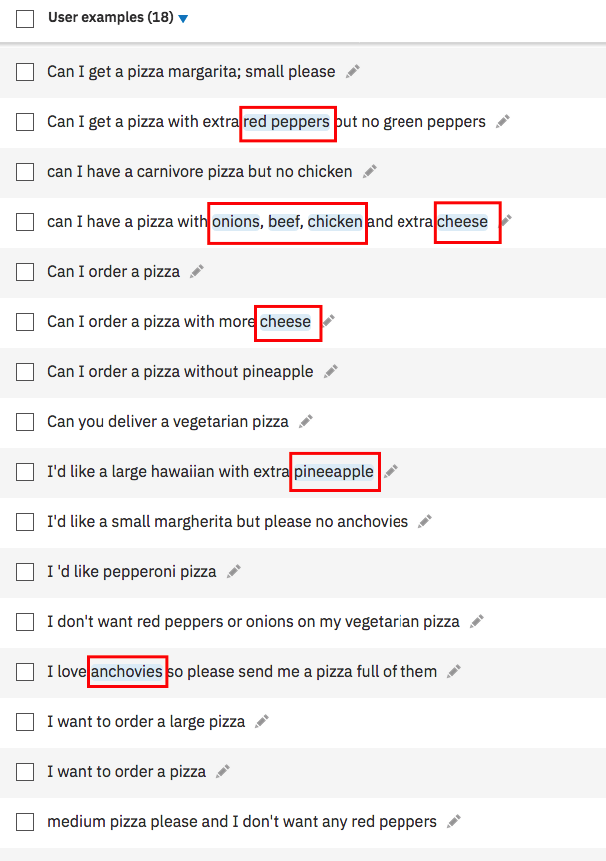 User examples (18)
Can I get a pizza margarita; small please
Can I get a pizza with extra red peppers but no green peppers
can I have a carnivore pizza but no chicken
can I have a pizza with onions, beef, chicken and extra cheese
Can I order a pizza
Can I order a pizza with more cheese
Can I order a pizza without pineapple
Can you deliver a vegetarian pizza
I'd like a large hawaiian with extra pineeapple
I'd like a small margherita but please no anchovies
I 'd like pepperoni pizza
I don't want red peppers or onions on my vegetarian pizza
I love anchovies so please send me a pizza full of them
I want to order a large pizza
I want to order a pizza
medium pizza please and I don't want any red peppers